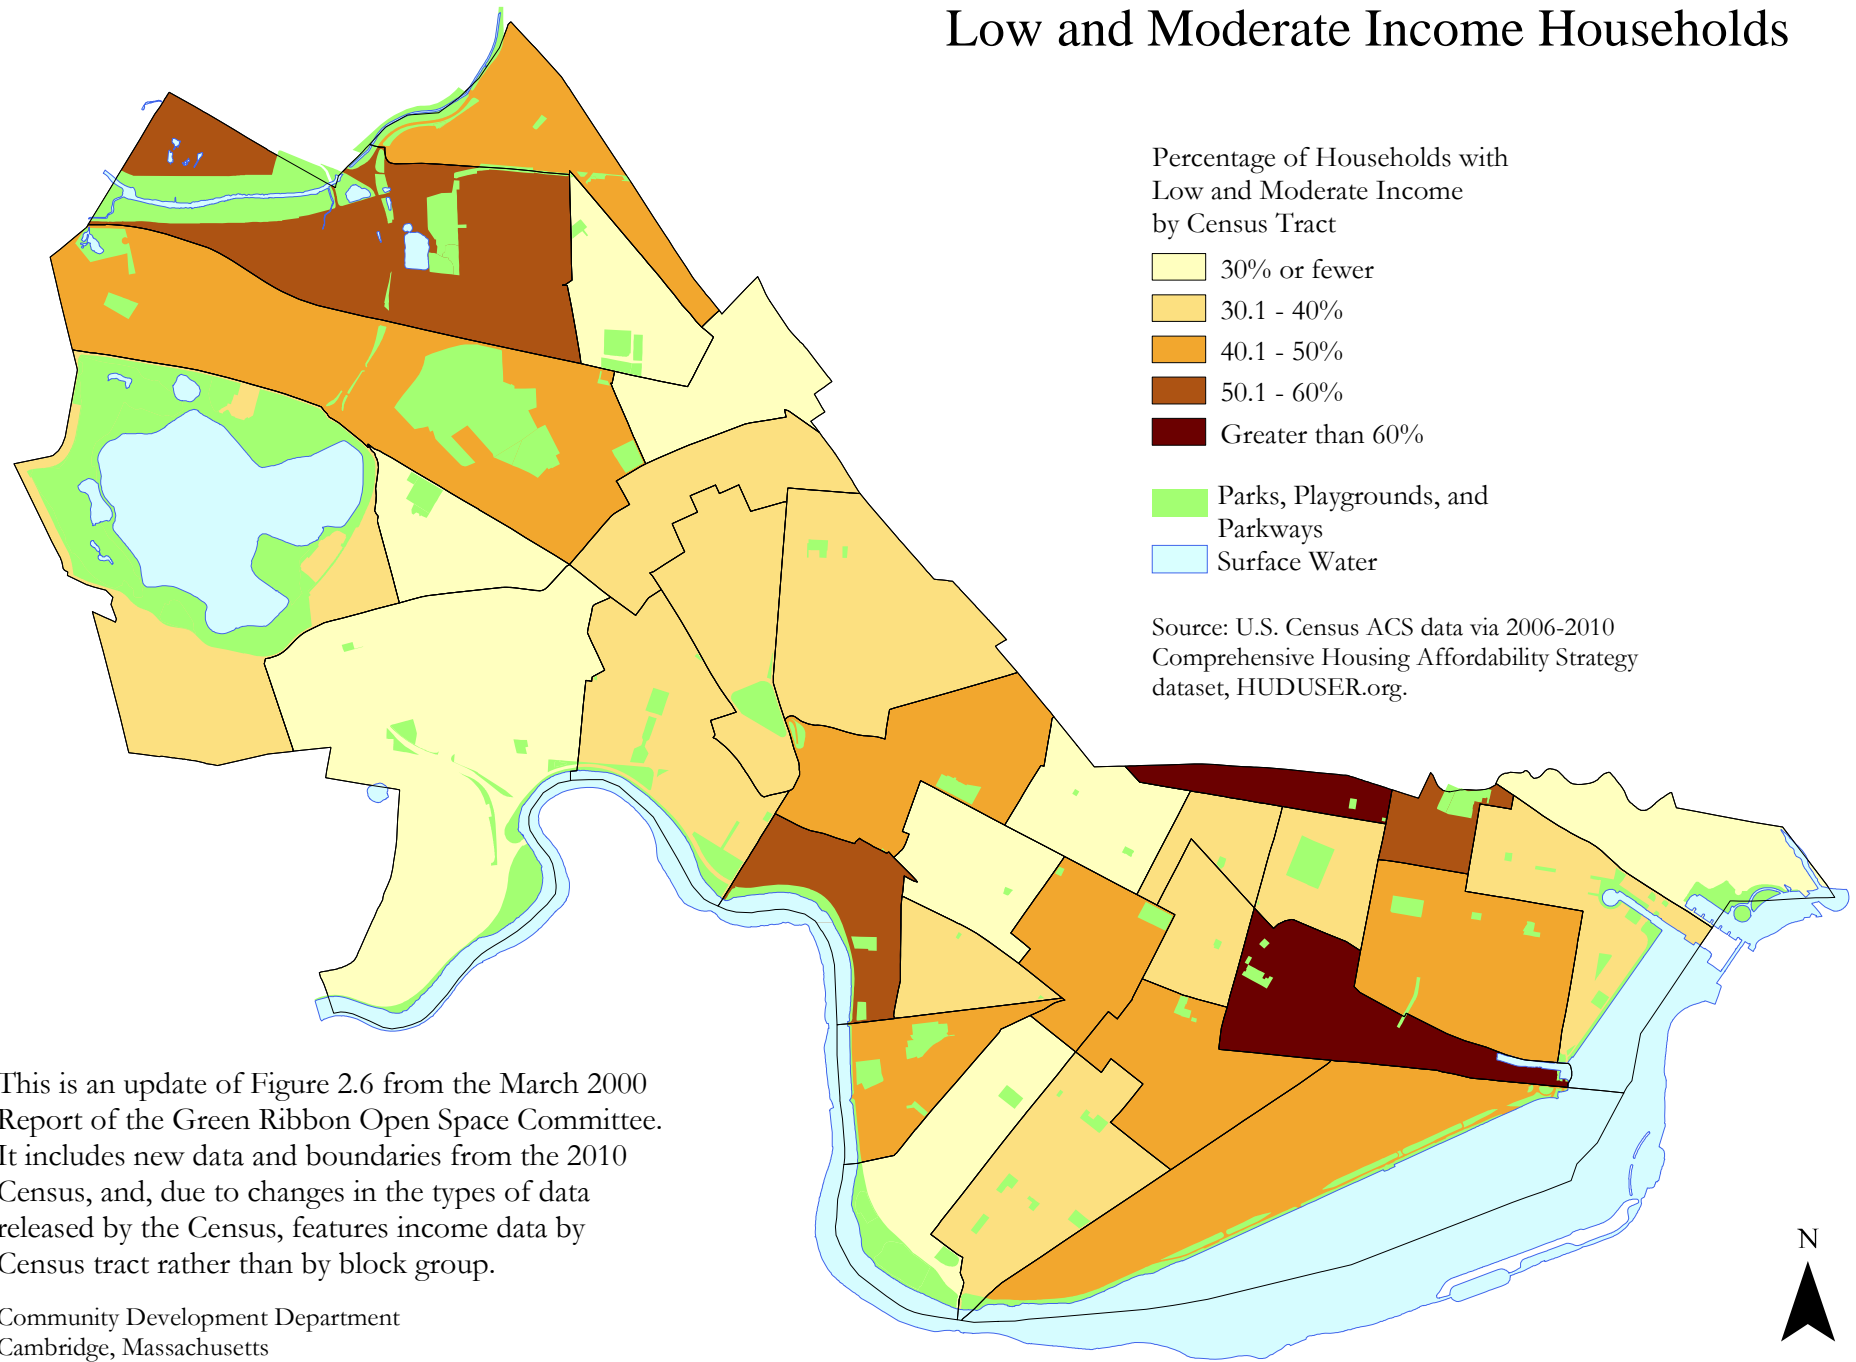 Low and Moderate Income Households
Percentage of Households with
Low and Moderate Income
by Census Tract
30% or fewer
30.1 - 40%
40.1 - 50%
50.1 - 60%
Greater than 60%
Parks, Playgrounds, and
Parkways
Surface Water
Source: U.S. Census ACS data via 2006-2010
Comprehensive Housing Affordability Strategy
dataset, HUDUSER.org.
This is an update of Figure 2.6 from the March 2000
Report of the Green Ribbon Open Space Committee.
It includes new data and boundaries from the 2010
Census, and, due to changes in the types of data
released by the Census, features income data by
Census tract rather than by block group.
Community Development Department
Cambridge, Massachusetts
N